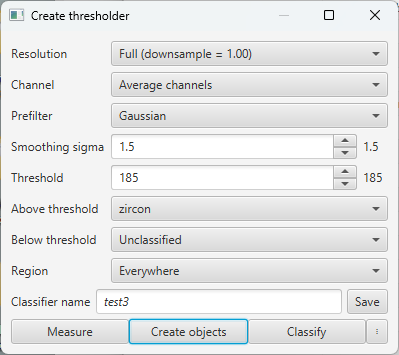 Create thresholder
Resolution Full (downsample = 1.00)
Channel Average channels
Prefilter Gaussian
Smoothing sigma 1.5 1.5
Threshold 185 185
Above threshold zircon
Below threshold Unclassified
Region Everywhere
Classifier name test3 Save
Measure Create objects Classify